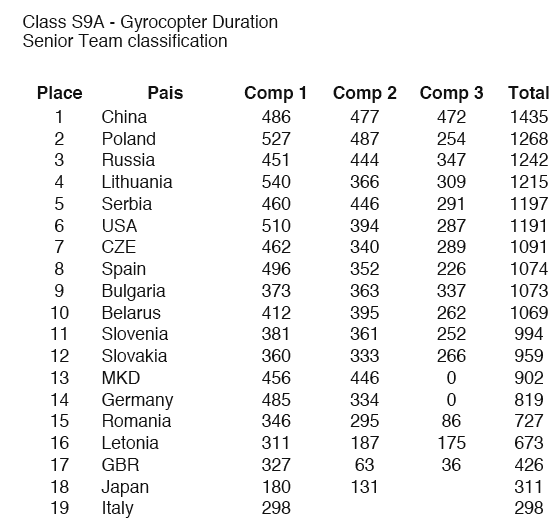 Class S9A - Gyrocopter Duration
Senior Team classification
Place Pais Comp 1 Comp 2 Comp 3 Total
1 China 486 477 472 1435
2 Poland 527 487 254 1268
3 Russia 451 444 347 1242
4 Lithuania 540 366 309 1215
5 Serbia 460 446 291 1197
6 USA 510 394 287 1191
7 CZE 462 340 289 1091
8 Spain 496 352 226 1074
9 Bulgaria 373 363 337 1073
10 Belarus 412 395 262 1069
11 Slovenia 381 361 252 994
12 Slovakia 360 333 266 959
13 MKD 456 446 0 902
14 Germany 485 334 0 819
15 Romania 346 295 86 727
16 Letonia 311 187 175 673
17 GBR 327 63 36 426
18 Japan 180 131 311
19 Italy 298 298